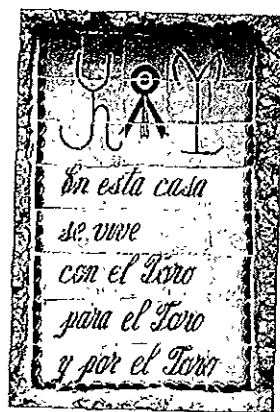 En esta casa
se vive
con el Toro
para el Toro
y por el Toro